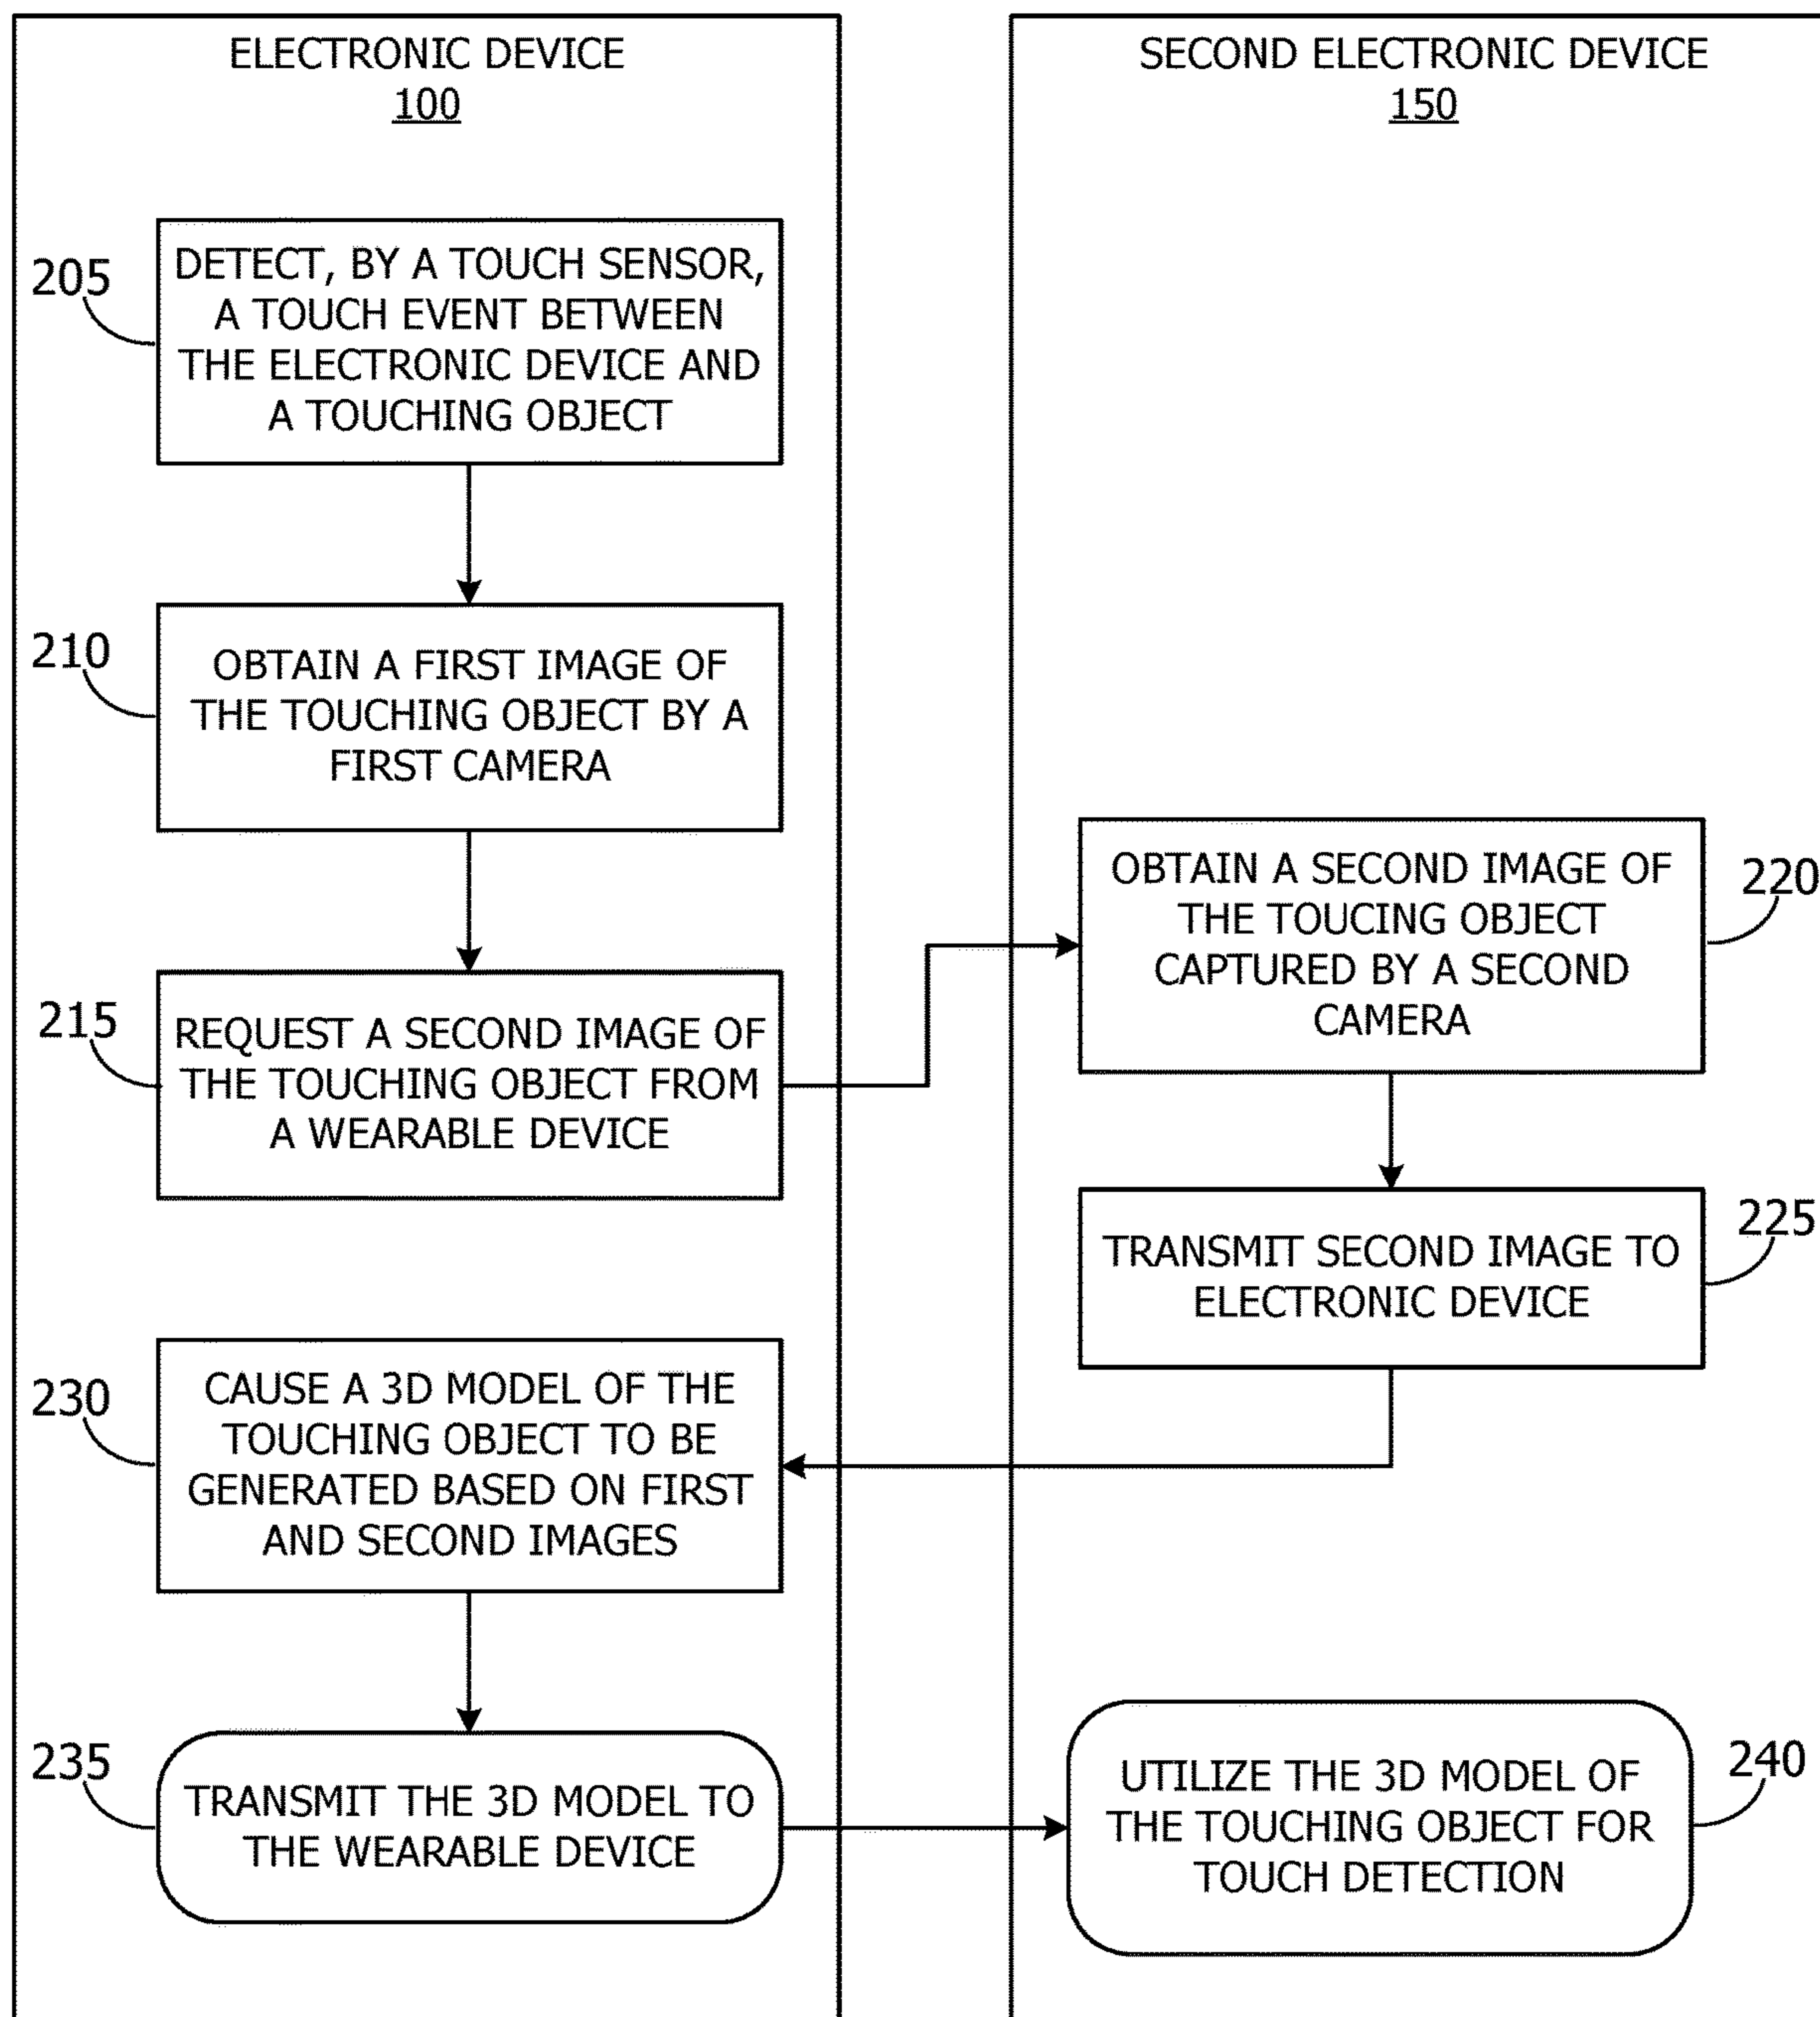 ELECTRONIC DEVICE
100
205
DETECT, BY A TOUCH SENSOR,
A TOUCH EVENT BETWEEN
THE ELECTRONIC DEVICE AND
A TOUCHING OBJECT
210
OBTAIN A FIRST IMAGE OF
THE TOUCHING OBJECT BY A
FIRST CAMERA
215
REQUEST A SECOND IMAGE OF
THE TOUCHING OBJECT FROM
A WEARABLE DEVICE
SECOND ELECTRONIC DEVICE
150
OBTAIN A SECOND IMAGE OF
THE TOUCING OBJECT
CAPTURED BY A SECOND
CAMERA
220
TRANSMIT SECOND IMAGE TO
ELECTRONIC DEVICE
225
230
CAUSE A 3D MODEL OF THE
TOUCHING OBJECT TO BE
GENERATED BASED ON FIRST
AND SECOND IMAGES
235
TRANSMIT THE 3D MODEL TO
THE WEARABLE DEVICE
UTILIZE THE 3D MODEL OF
THE TOUCHING OBJECT FOR
TOUCH DETECTION
240